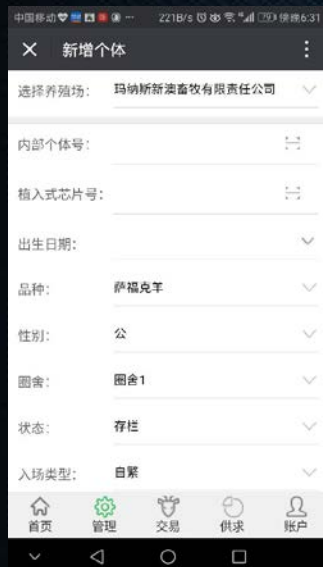 中国移动 221B/s 傍晚6:31
新增个体
选择养殖场: 玛纳斯新澳畜牧有限责任公司
内部个体号:
植入式芯片号:
出生日期:
品种: 萨福克羊
性别: 公
圈舍: 圈舍1
状态: 存栏
入场类型: 自繁
首页 管理 交易 供求 账户